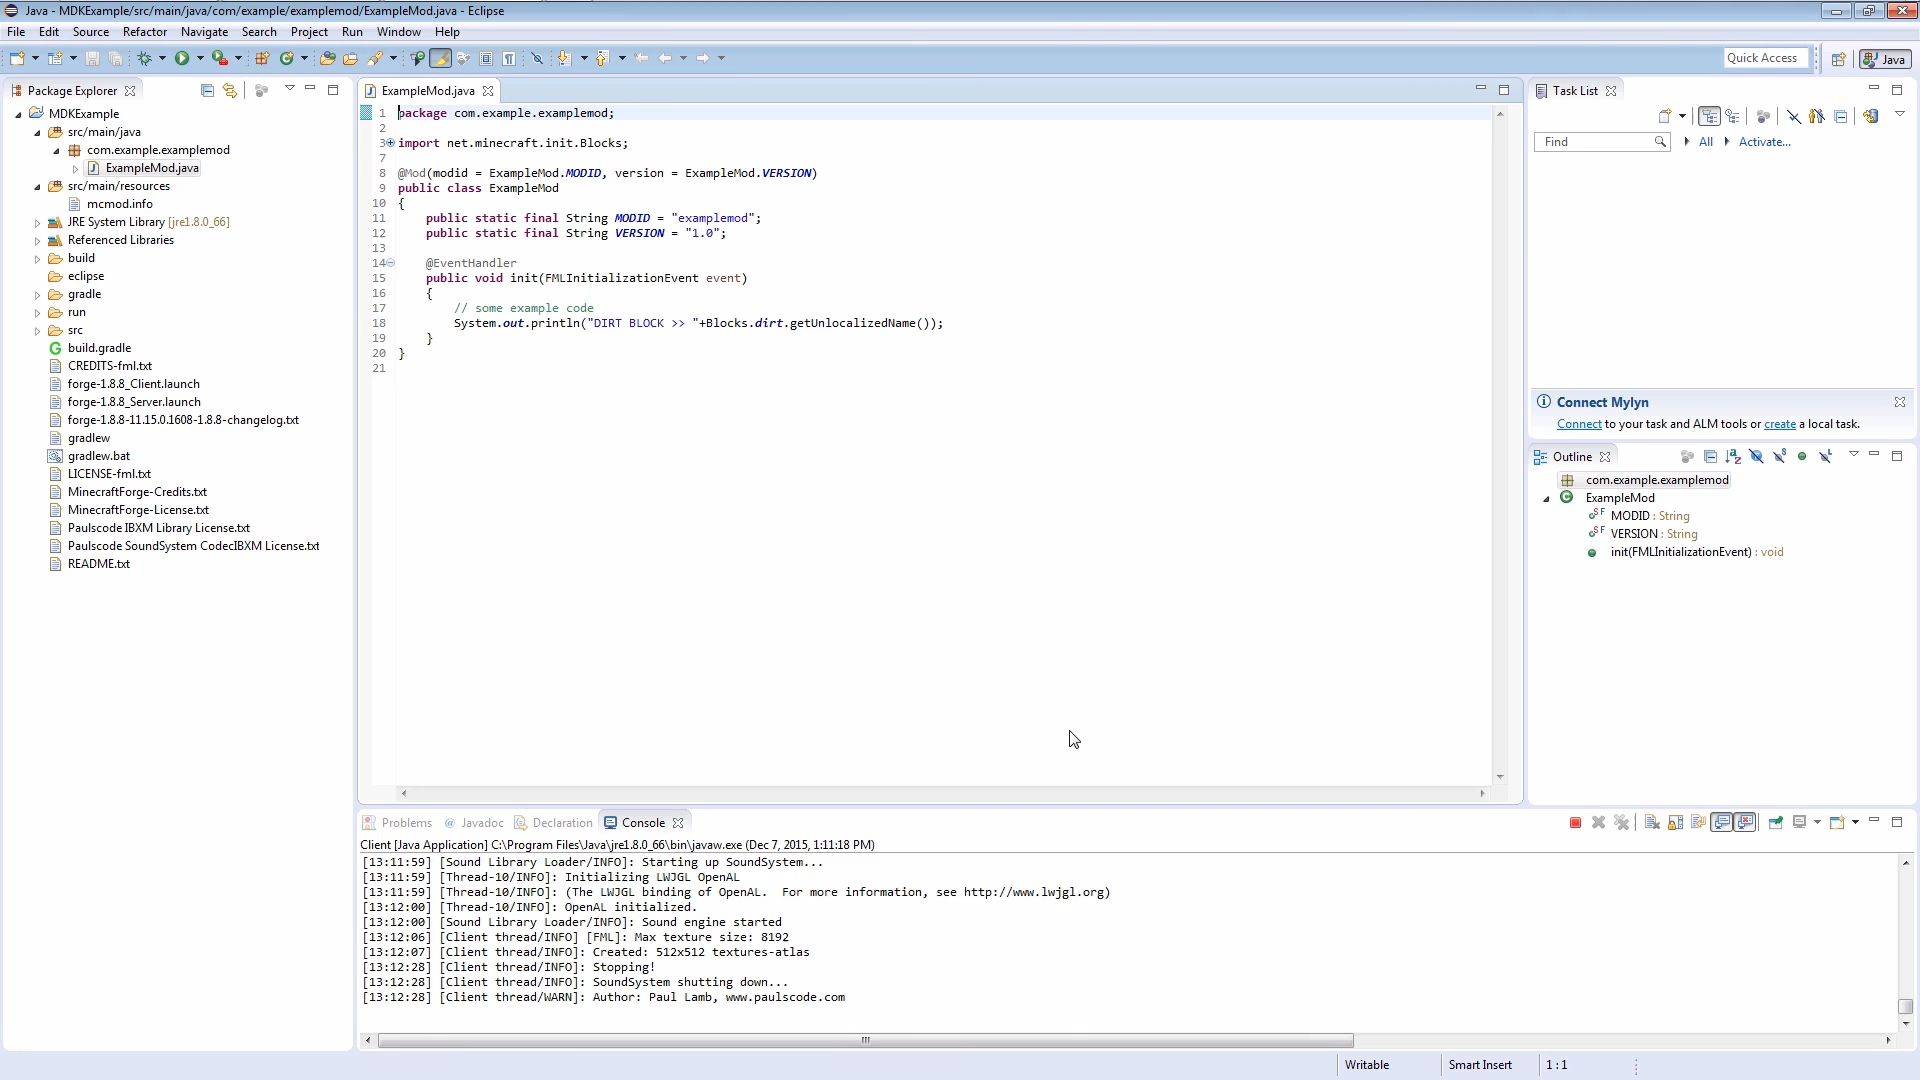 Java - MDKExample/src/main/java/com/example/examplemod/ExampleMod.java - Eclipse
File Edit Source Refactor Navigate Search Project Run Window Help
Quick Access
Java
Package Explorer
MDKExample
src/main/java
com.example.examplemod
ExampleMod.java
src/main/resources
mcmod.info
JRE System Library [jre1.8.0_66]
Referenced Libraries
build
eclipse
gradle
run
src
build.gradle
CREDITS-fml.txt
forge-1.8.8_Client.launch
forge-1.8.8_Server.launch
forge-1.8.8-11.15.0.1608-1.8.8-changelog.txt
gradlew
gradlew.bat
LICENSE-fml.txt
MinecraftForge-Credits.txt
MinecraftForge-License.txt
Paulscode IBXM Library License.txt
Paulscode SoundSystem CodecIBXM License.txt
README.txt
ExampleMod.java
1 package com.example.examplemod;
2
3 import net.minecraft.init.Blocks;
7
8 @Mod(modid = ExampleMod.MODID, version = ExampleMod.VERSION)
9 public class ExampleMod
10 {
11     public static final String MODID = "examplemod";
12     public static final String VERSION = "1.0";
13
14     @EventHandler
15     public void init(FMLInitializationEvent event)
16     {
17         // some example code
18         System.out.println("DIRT BLOCK >> "+Blocks.dirt.getUnlocalizedName());
19     }
20 }
21
Task List
Find All Activate...
Connect Mylyn
Connect to your task and ALM tools or create a local task.
Outline
com.example.examplemod
ExampleMod
MODID : String
VERSION : String
init(FMLInitializationEvent) : void
Problems Javadoc Declaration Console
Client [Java Application] C:\Program Files\Java\jre1.8.0_66\bin\javaw.exe (Dec 7, 2015, 1:11:18 PM)
[13:11:59] [Sound Library Loader/INFO]: Starting up SoundSystem...
[13:11:59] [Thread-10/INFO]: Initializing LWJGL OpenAL
[13:11:59] [Thread-10/INFO]: (The LWJGL binding of OpenAL.  For more information, see http://www.lwjgl.org)
[13:12:00] [Thread-10/INFO]: OpenAL initialized.
[13:12:00] [Sound Library Loader/INFO]: Sound engine started
[13:12:06] [Client thread/INFO] [FML]: Max texture size: 8192
[13:12:07] [Client thread/INFO]: Created: 512x512 textures-atlas
[13:12:28] [Client thread/INFO]: Stopping!
[13:12:28] [Client thread/INFO]: SoundSystem shutting down...
[13:12:28] [Client thread/WARN]: Author: Paul Lamb, www.paulscode.com
Writable Smart Insert 1 : 1